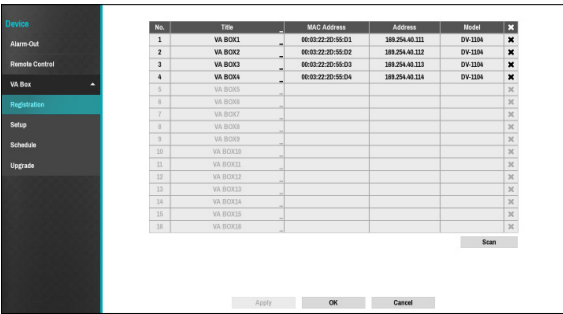 Device
Alarm-Out
Remote Control
VA Box
Registration
Setup
Schedule
Upgrade
No. Title MAC Address Address Model ✖
1 VA BOX1 ... 00:03:22:2D:55:D1 169.254.40.111 DV-1104 ✖
2 VA BOX2 ... 00:03:22:2D:55:D2 169.254.40.112 DV-1104 ✖
3 VA BOX3 ... 00:03:22:2D:55:D3 169.254.40.113 DV-1104 ✖
4 VA BOX4 ... 00:03:22:2D:55:D4 169.254.40.114 DV-1104 ✖
5 VA BOX5 ... ✖
6 VA BOX6 ... ✖
7 VA BOX7 ... ✖
8 VA BOX8 ... ✖
9 VA BOX9 ... ✖
10 VA BOX10 ... ✖
11 VA BOX11 ... ✖
12 VA BOX12 ... ✖
13 VA BOX13 ... ✖
14 VA BOX14 ... ✖
15 VA BOX15 ... ✖
16 VA BOX16 ... ✖
Scan
Apply OK Cancel